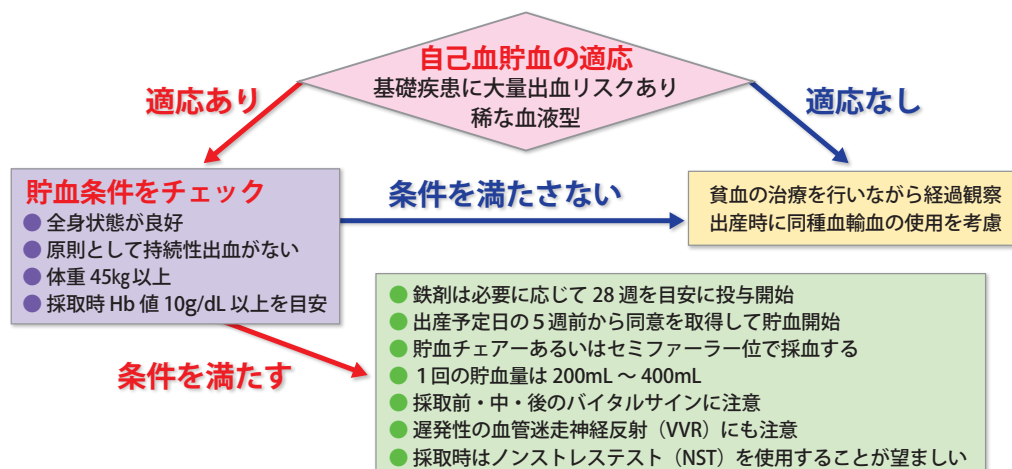 自己血貯血の適応
基礎疾患に大量出血リスクあり
稀な血液型
適応あり
適応なし
貯血条件をチェック
● 全身状態が良好
● 原則として持続性出血がない
● 体重 45kg以上
● 採取時 Hb 値 10g/dL 以上を目安
条件を満たさない
貧血の治療を行いながら経過観察
出産時に同種血輸血の使用を考慮
条件を満たす
● 鉄剤は必要に応じて 28 週を目安に投与開始
● 出産予定日の5週前から同意を取得して貯血開始
● 貯血チェアーあるいはセミファーラー位で採血する
● 1回の貯血量は 200mL ~ 400mL
● 採取前・中・後のバイタルサインに注意
● 遅発性の血管迷走神経反射(VVR)にも注意
● 採取時はノンストレステスト(NST)を使用することが望ましい